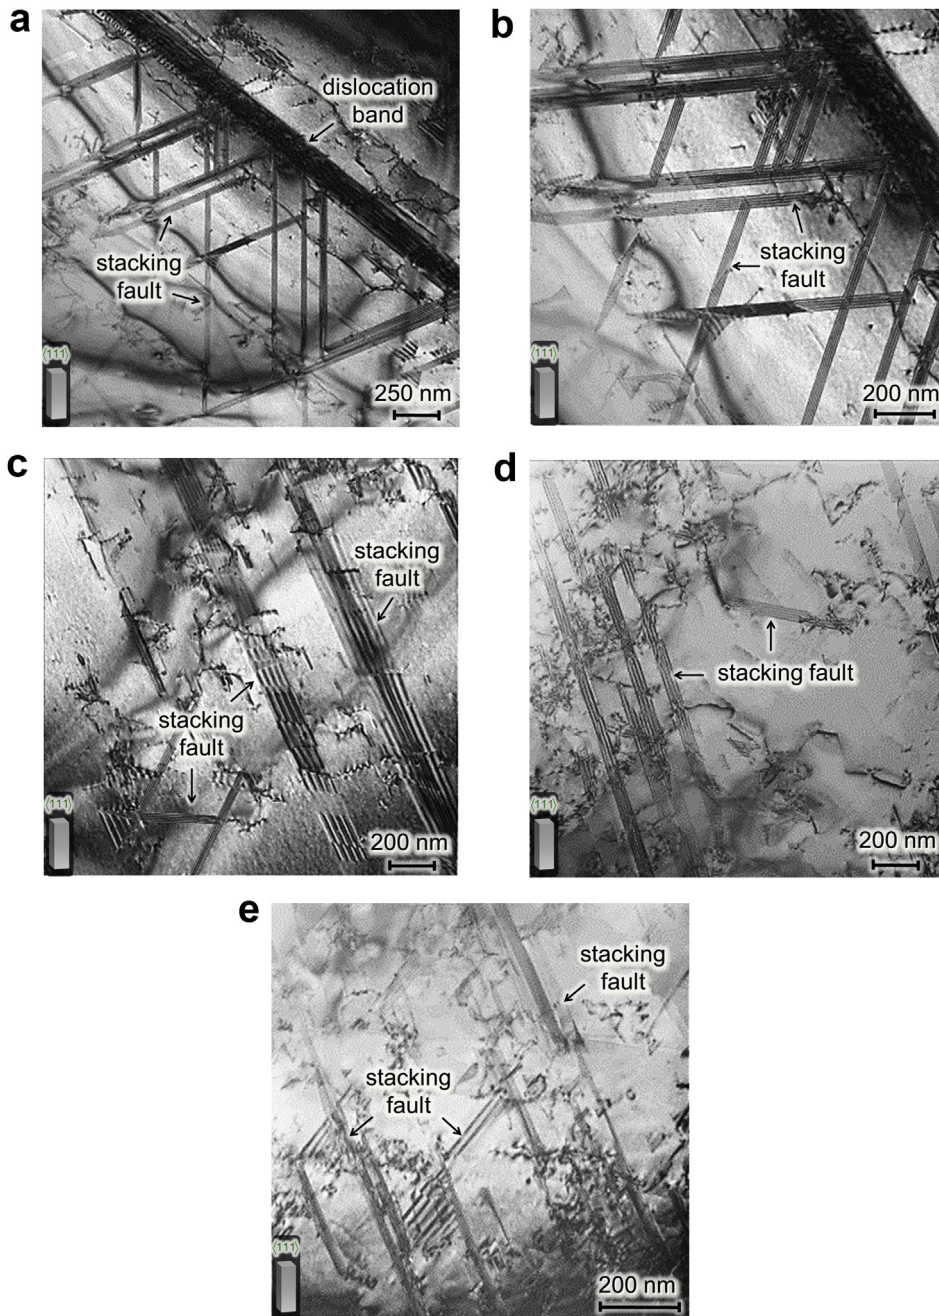 a
dislocation
band
stacking
fault
⟨111⟩
250 nm
b
stacking
fault
⟨111⟩
200 nm
c
stacking
fault
stacking
fault
⟨111⟩
200 nm
d
stacking fault
⟨111⟩
200 nm
e
stacking
fault
stacking
fault
⟨111⟩
200 nm